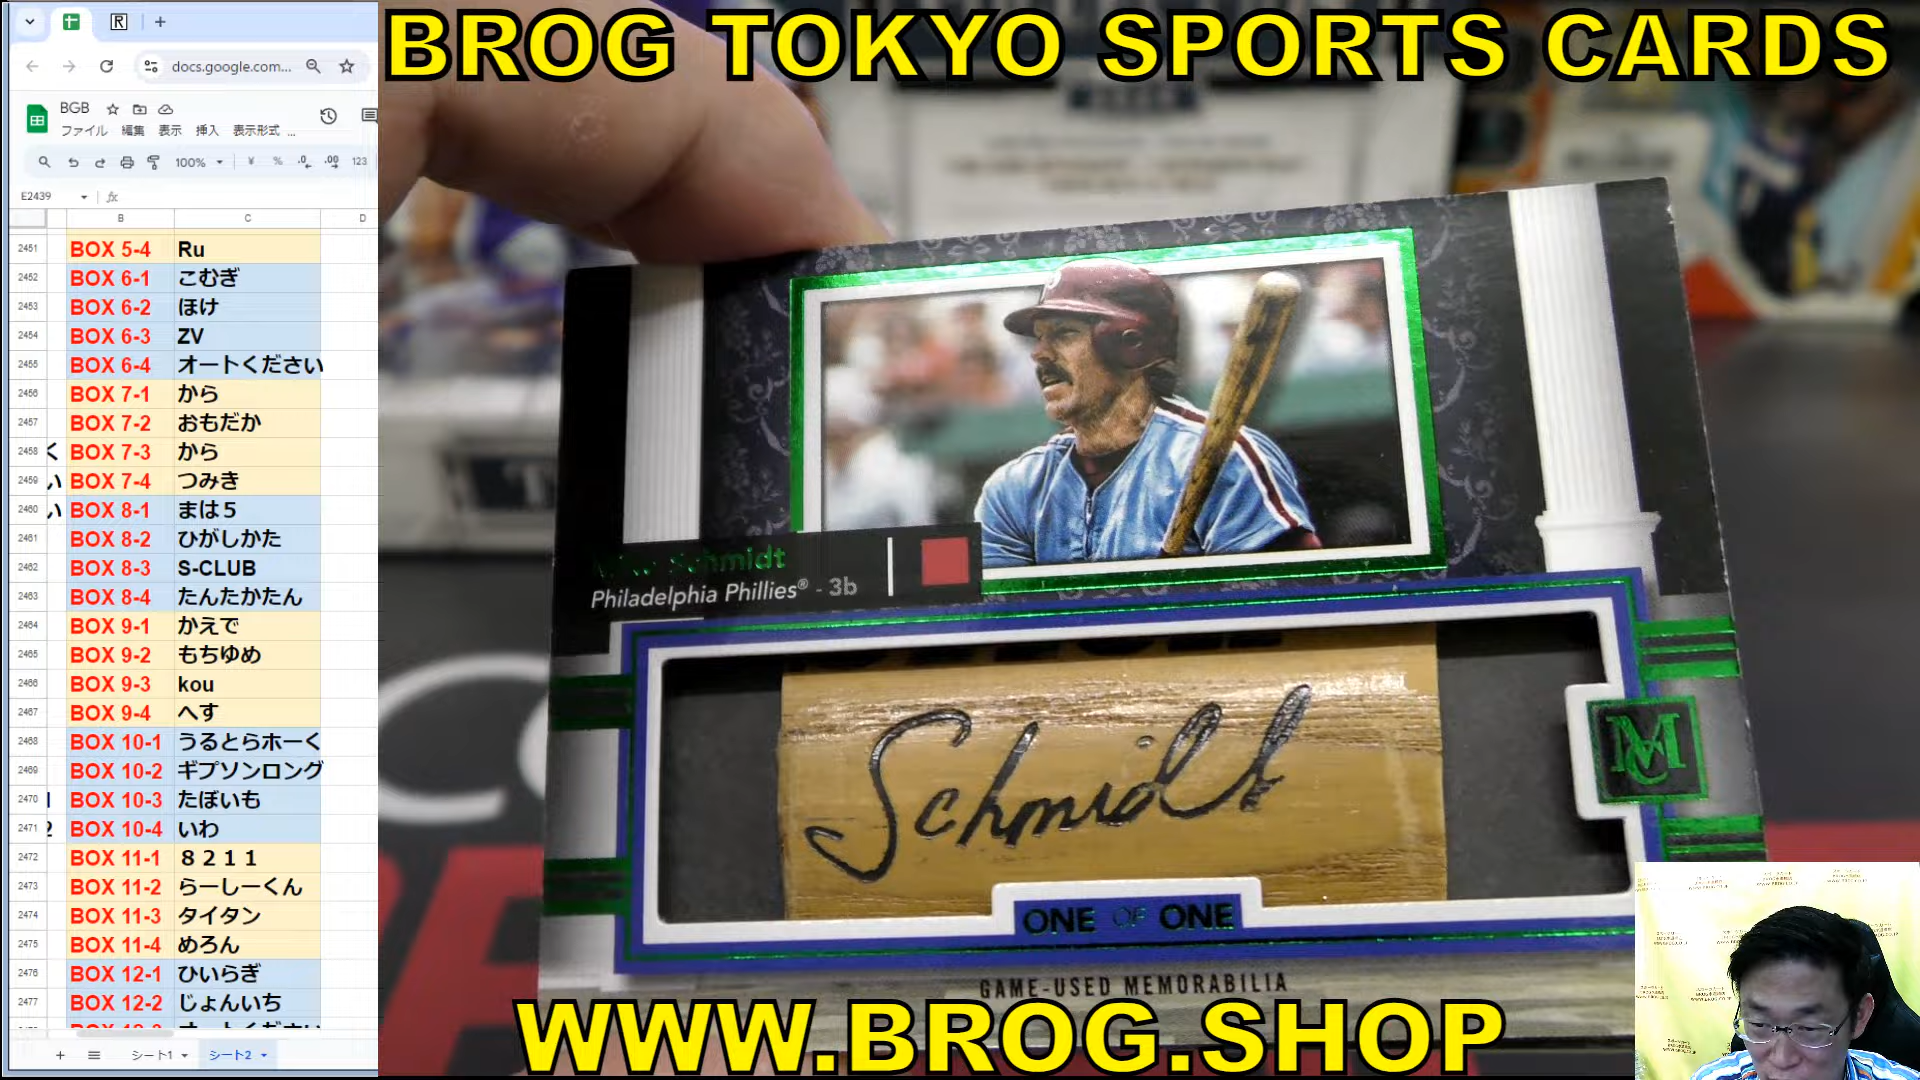 BROG TOKYO SPORTS CARDS
docs.google.com...
BGB
ファイル 編集 表示 挿入 表示形式 ...
100% ¥ % .0 .00 123
E2439 fx
B C D
2451 BOX 5-4 Ru
2452 BOX 6-1 こむぎ
2453 BOX 6-2 ほけ
2454 BOX 6-3 ZV
2455 BOX 6-4 オートください
2456 BOX 7-1 から
2457 BOX 7-2 おもだか
2458 く BOX 7-3 から
2459 い BOX 7-4 つみき
2460 い BOX 8-1 まは5
2461 BOX 8-2 ひがしかた
2462 BOX 8-3 S-CLUB
2463 BOX 8-4 たんたかたん
2464 BOX 9-1 かえで
2465 BOX 9-2 もちゆめ
2466 BOX 9-3 kou
2467 BOX 9-4 へす
2468 BOX 10-1 うるとらホーく
2469 BOX 10-2 ギプソンロング
2470 BOX 10-3 たぼいも
2471 2 BOX 10-4 いわ
2472 BOX 11-1 8211
2473 BOX 11-2 らーしーくん
2474 BOX 11-3 タイタン
2475 BOX 11-4 めろん
2476 BOX 12-1 ひいらぎ
2477 BOX 12-2 じょんいち
シート1 シート2
Mike Schmidt
Philadelphia Phillies® - 3b
Schmidt
MC
ONE OF ONE
GAME-USED MEMORABILIA
WWW.BROG.SHOP